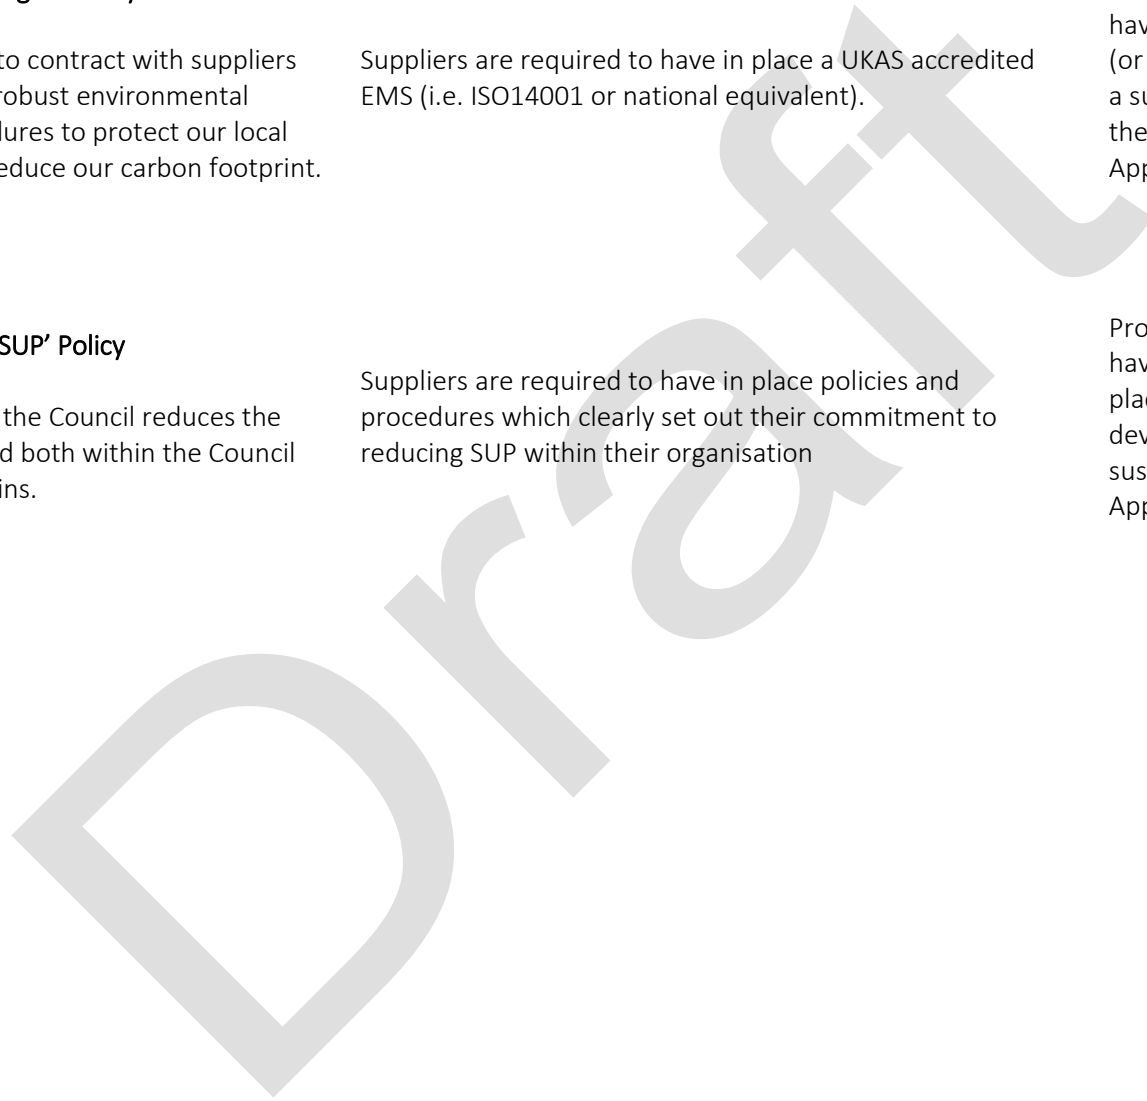 to contract with suppliers
robust environmental
lures to protect our local
educe our carbon footprint.
Suppliers are required to have in place a UKAS accredited
EMS (i.e. ISO14001 or national equivalent).
hav
(or
a su
the
App
SUP’ Policy
the Council reduces the
d both within the Council
ins.
Suppliers are required to have in place policies and
procedures which clearly set out their commitment to
reducing SUP within their organisation
Pro
hav
plac
dev
sus
App
Draft